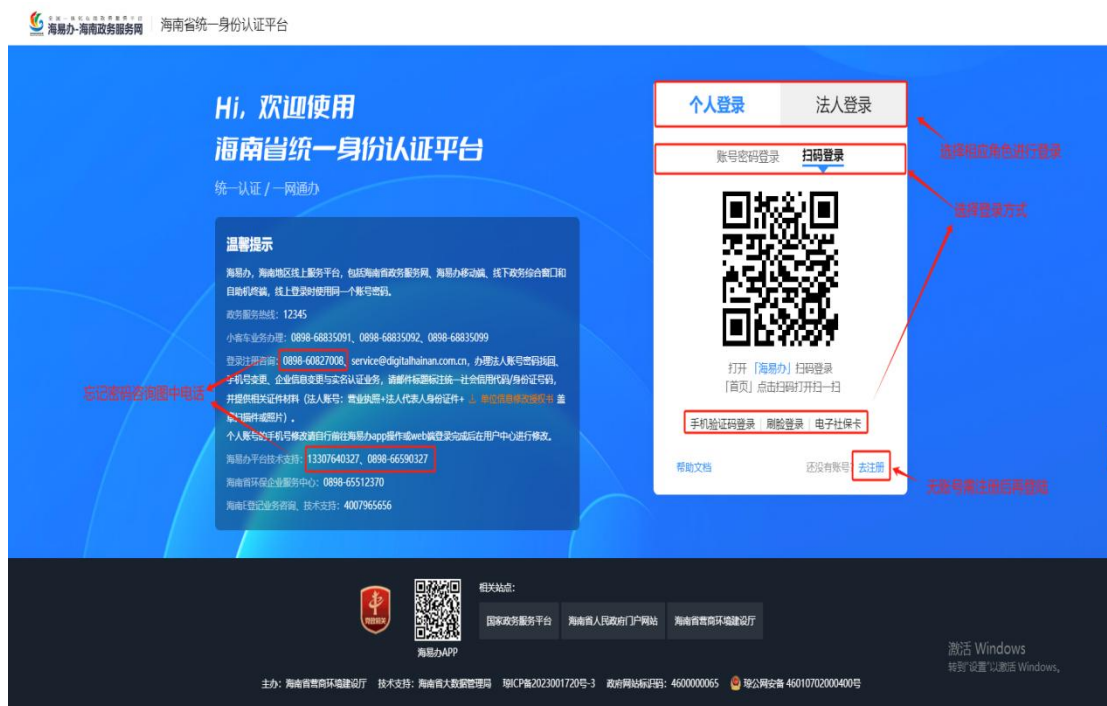 海易办-海南政务服务网
海南省统一身份认证平台
Hi, 欢迎使用
海南省统一身份认证平台
统一认证 / 一网通办
温馨提示
海易办，海南地区线上服务平台，包括海南省政务服务网、海易办移动端、线下政务综合窗口和
自助机终端，线上登录时使用同一个账号密码。
政务服务热线：12345
小客车业务办理：0898-68835091、0898-68835092、0898-68835099
登录注册咨询：0898-60827008、service@digitalhainan.com.cn，办理法人账号密码找回、
手机号变更、企业信息变更与实名认证业务，请邮件标题标注统一社会信用代码/身份证号码，
并提供相关证件材料（法人账号：营业执照+法人代表人身份证件+ 单位信息修改授权书 盖
章扫描件或照片）。
个人账号的手机号修改请自行前往海易办app操作或web端登录完成后在用户中心进行修改。
海易办平台技术支持：13307640327、0898-66590327
海南省环保企业服务中心：0898-65512370
海南E登记业务咨询、技术支持：4007965656
忘记密码咨询图中电话
个人登录
法人登录
账号密码登录
扫码登录
打开「海易办」扫码登录
「首页」点击扫码打开扫一扫
手机验证码登录 | 刷脸登录 | 电子社保卡
帮助文档
还没有账号？去注册
选择相应角色进行登录
选择登录方式
无账号需注册后再登陆
海易办APP
相关站点：
国家政务服务平台
海南省人民政府门户网站
海南省营商环境建设厅
主办：海南省营商环境建设厅 技术支持：海南省大数据管理局 琼ICP备2023001720号-3 政府网站标识码：4600000065 琼公网安备 46010702000400号
激活 Windows
转到"设置"以激活 Windows。